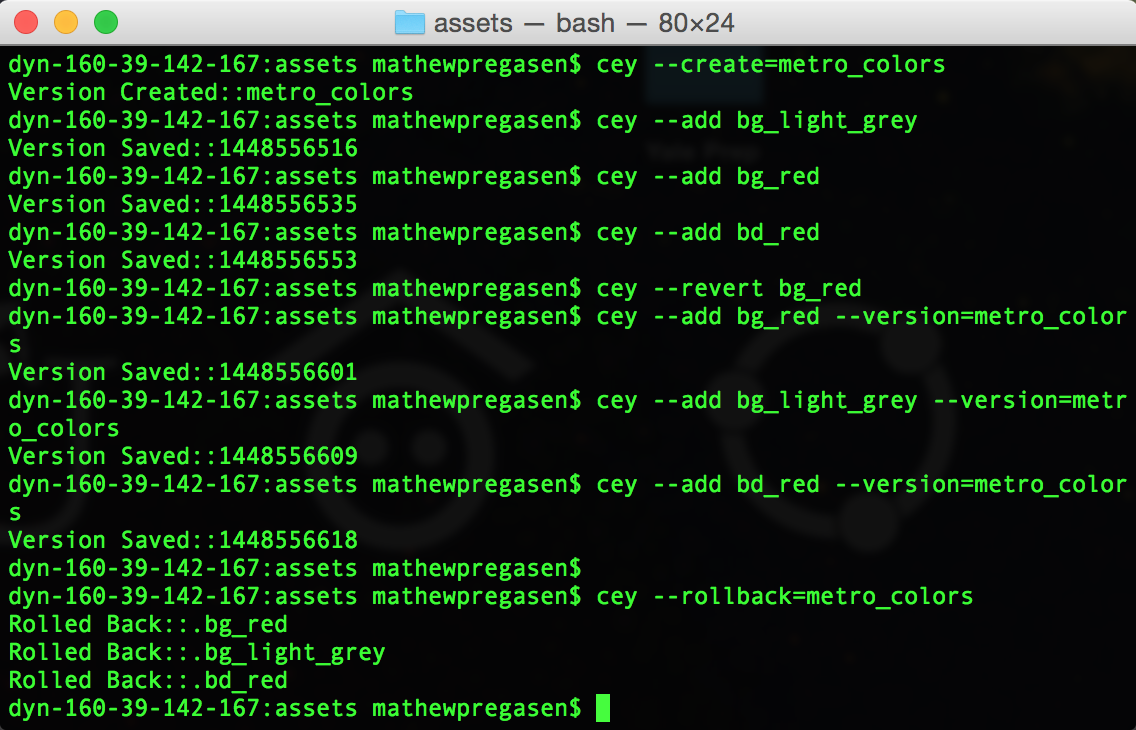 assets — bash — 80×24
dyn-160-39-142-167:assets mathewpregasen$ cey --create=metro_colors
Version Created::metro_colors
dyn-160-39-142-167:assets mathewpregasen$ cey --add bg_light_grey
Version Saved::1448556516
dyn-160-39-142-167:assets mathewpregasen$ cey --add bg_red
Version Saved::1448556535
dyn-160-39-142-167:assets mathewpregasen$ cey --add bd_red
Version Saved::1448556553
dyn-160-39-142-167:assets mathewpregasen$ cey --revert bg_red
dyn-160-39-142-167:assets mathewpregasen$ cey --add bg_red --version=metro_color
s
Version Saved::1448556601
dyn-160-39-142-167:assets mathewpregasen$ cey --add bg_light_grey --version=metr
o_colors
Version Saved::1448556609
dyn-160-39-142-167:assets mathewpregasen$ cey --add bd_red --version=metro_color
s
Version Saved::1448556618
dyn-160-39-142-167:assets mathewpregasen$
dyn-160-39-142-167:assets mathewpregasen$ cey --rollback=metro_colors
Rolled Back::.bg_red
Rolled Back::.bg_light_grey
Rolled Back::.bd_red
dyn-160-39-142-167:assets mathewpregasen$